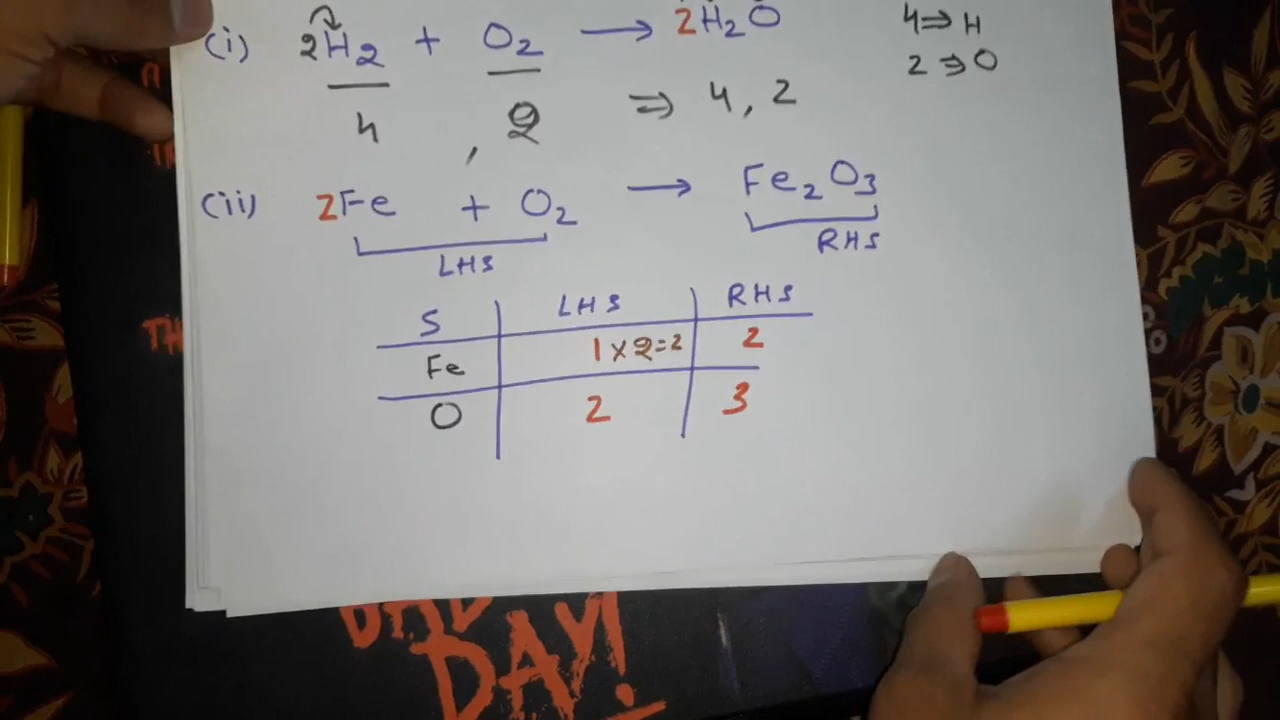 (i) 2H2 + O2 → 2H2O 4 ⇒ H
2 ⇒ O
4 , 2 ⇒ 4, 2
(ii) 2Fe + O2 → Fe2O3
LHS RHS
S LHS RHS
Fe 1 x 2 = 2 2
O 2 3
DAY!